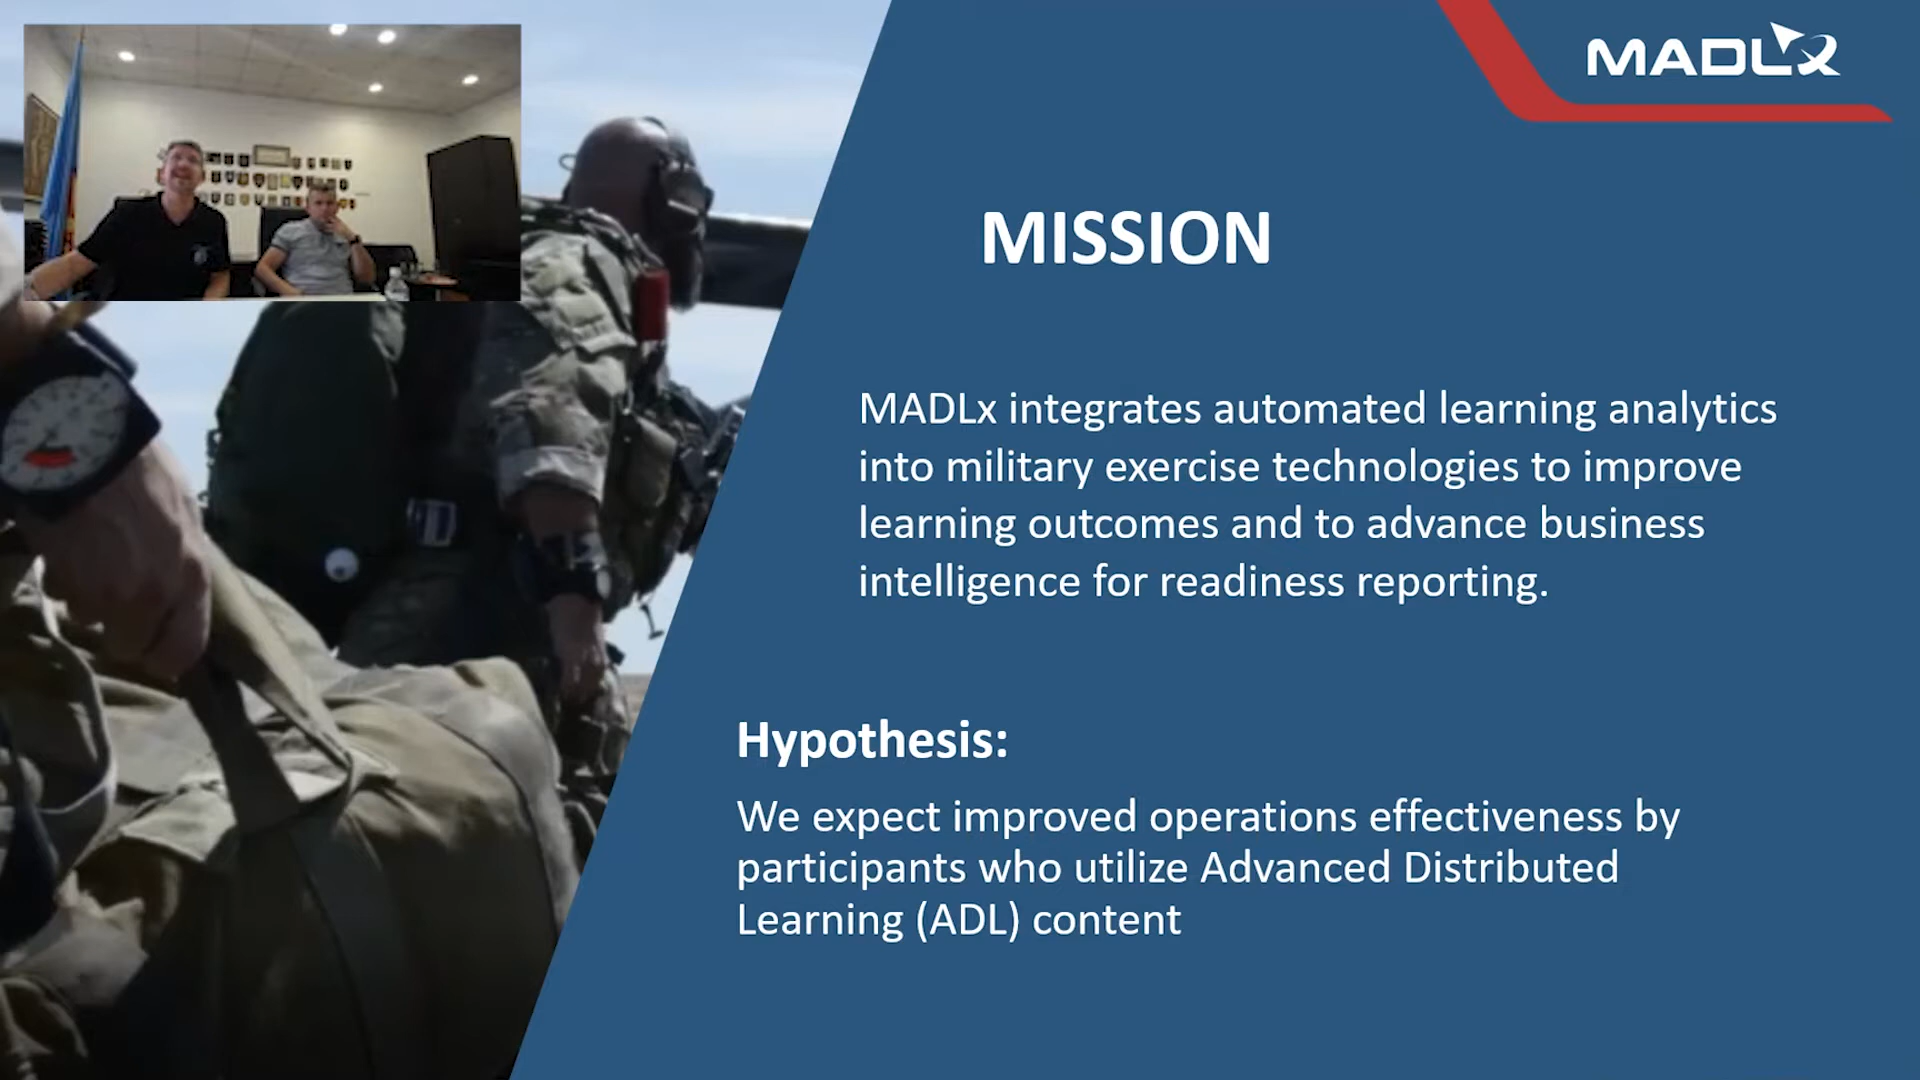 MADLx
MISSION
MADLx integrates automated learning analytics
into military exercise technologies to improve
learning outcomes and to advance business
intelligence for readiness reporting.
Hypothesis:
We expect improved operations effectiveness by
participants who utilize Advanced Distributed
Learning (ADL) content